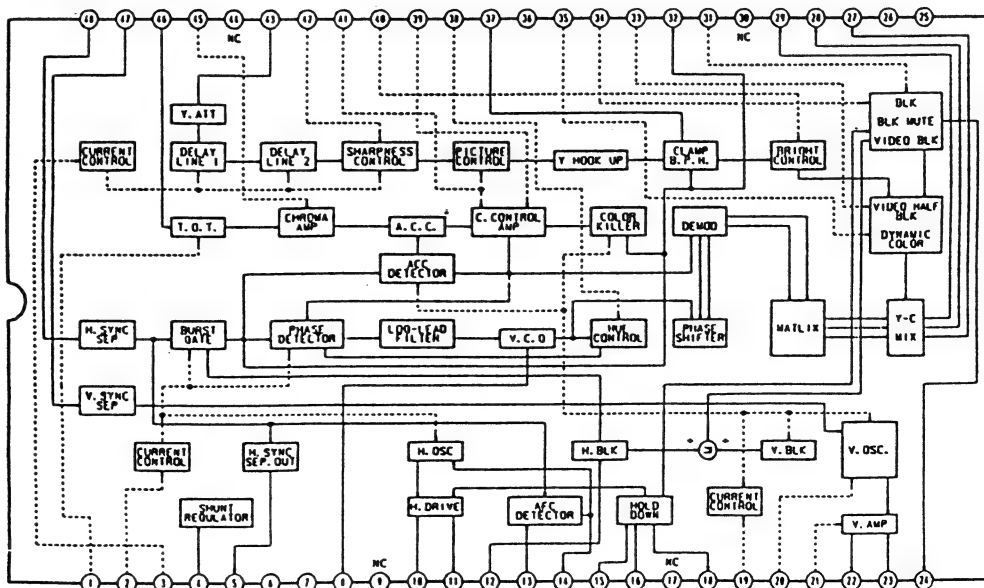 48 47 46 45 44 43 42 41 40 39 38 37 36 35 34 33 32 31 30 29 28 27 26 25
NC NC
BLK
BLK MUTE
VIDEO BLK
Y.ATT
CURRENT
CONTROL
DELAY
LINE 1
DELAY
LINE 2
SHARPNESS
CONTROL
PICTURE
CONTROL
Y HOOK UP
CLAMP
B.P.H.
BRIGHT
CONTROL
T.O.T.
CHROMA
AMP
A.C.C.
C.CONTROL
AMP
COLOR
KILLER
DEMOD
VIDEO HALF
BLK
DYNAMIC
COLOR
ACC
DETECTOR
H.SYNC
SEP
BURST
GATE
PHASE
DETECTOR
LOG-LEAD
FILTER
V.C.O
HUE
CONTROL
PHASE
SHIFTER
MATLIX
Y-C
MIX
V.SYNC
SEP
CURRENT
CONTROL
H.SYNC
SEP.OUT
H.OSC
H.BLK
+ +
V.BLK
V.OSC.
SHUNT
REGULATOR
H.DRIVE
AFC
DETECTOR
HOLD
DOWN
CURRENT
CONTROL
V.AMP
NC NC
1 2 3 4 5 6 7 8 9 10 11 12 13 14 15 16 17 18 19 20 21 22 23 24